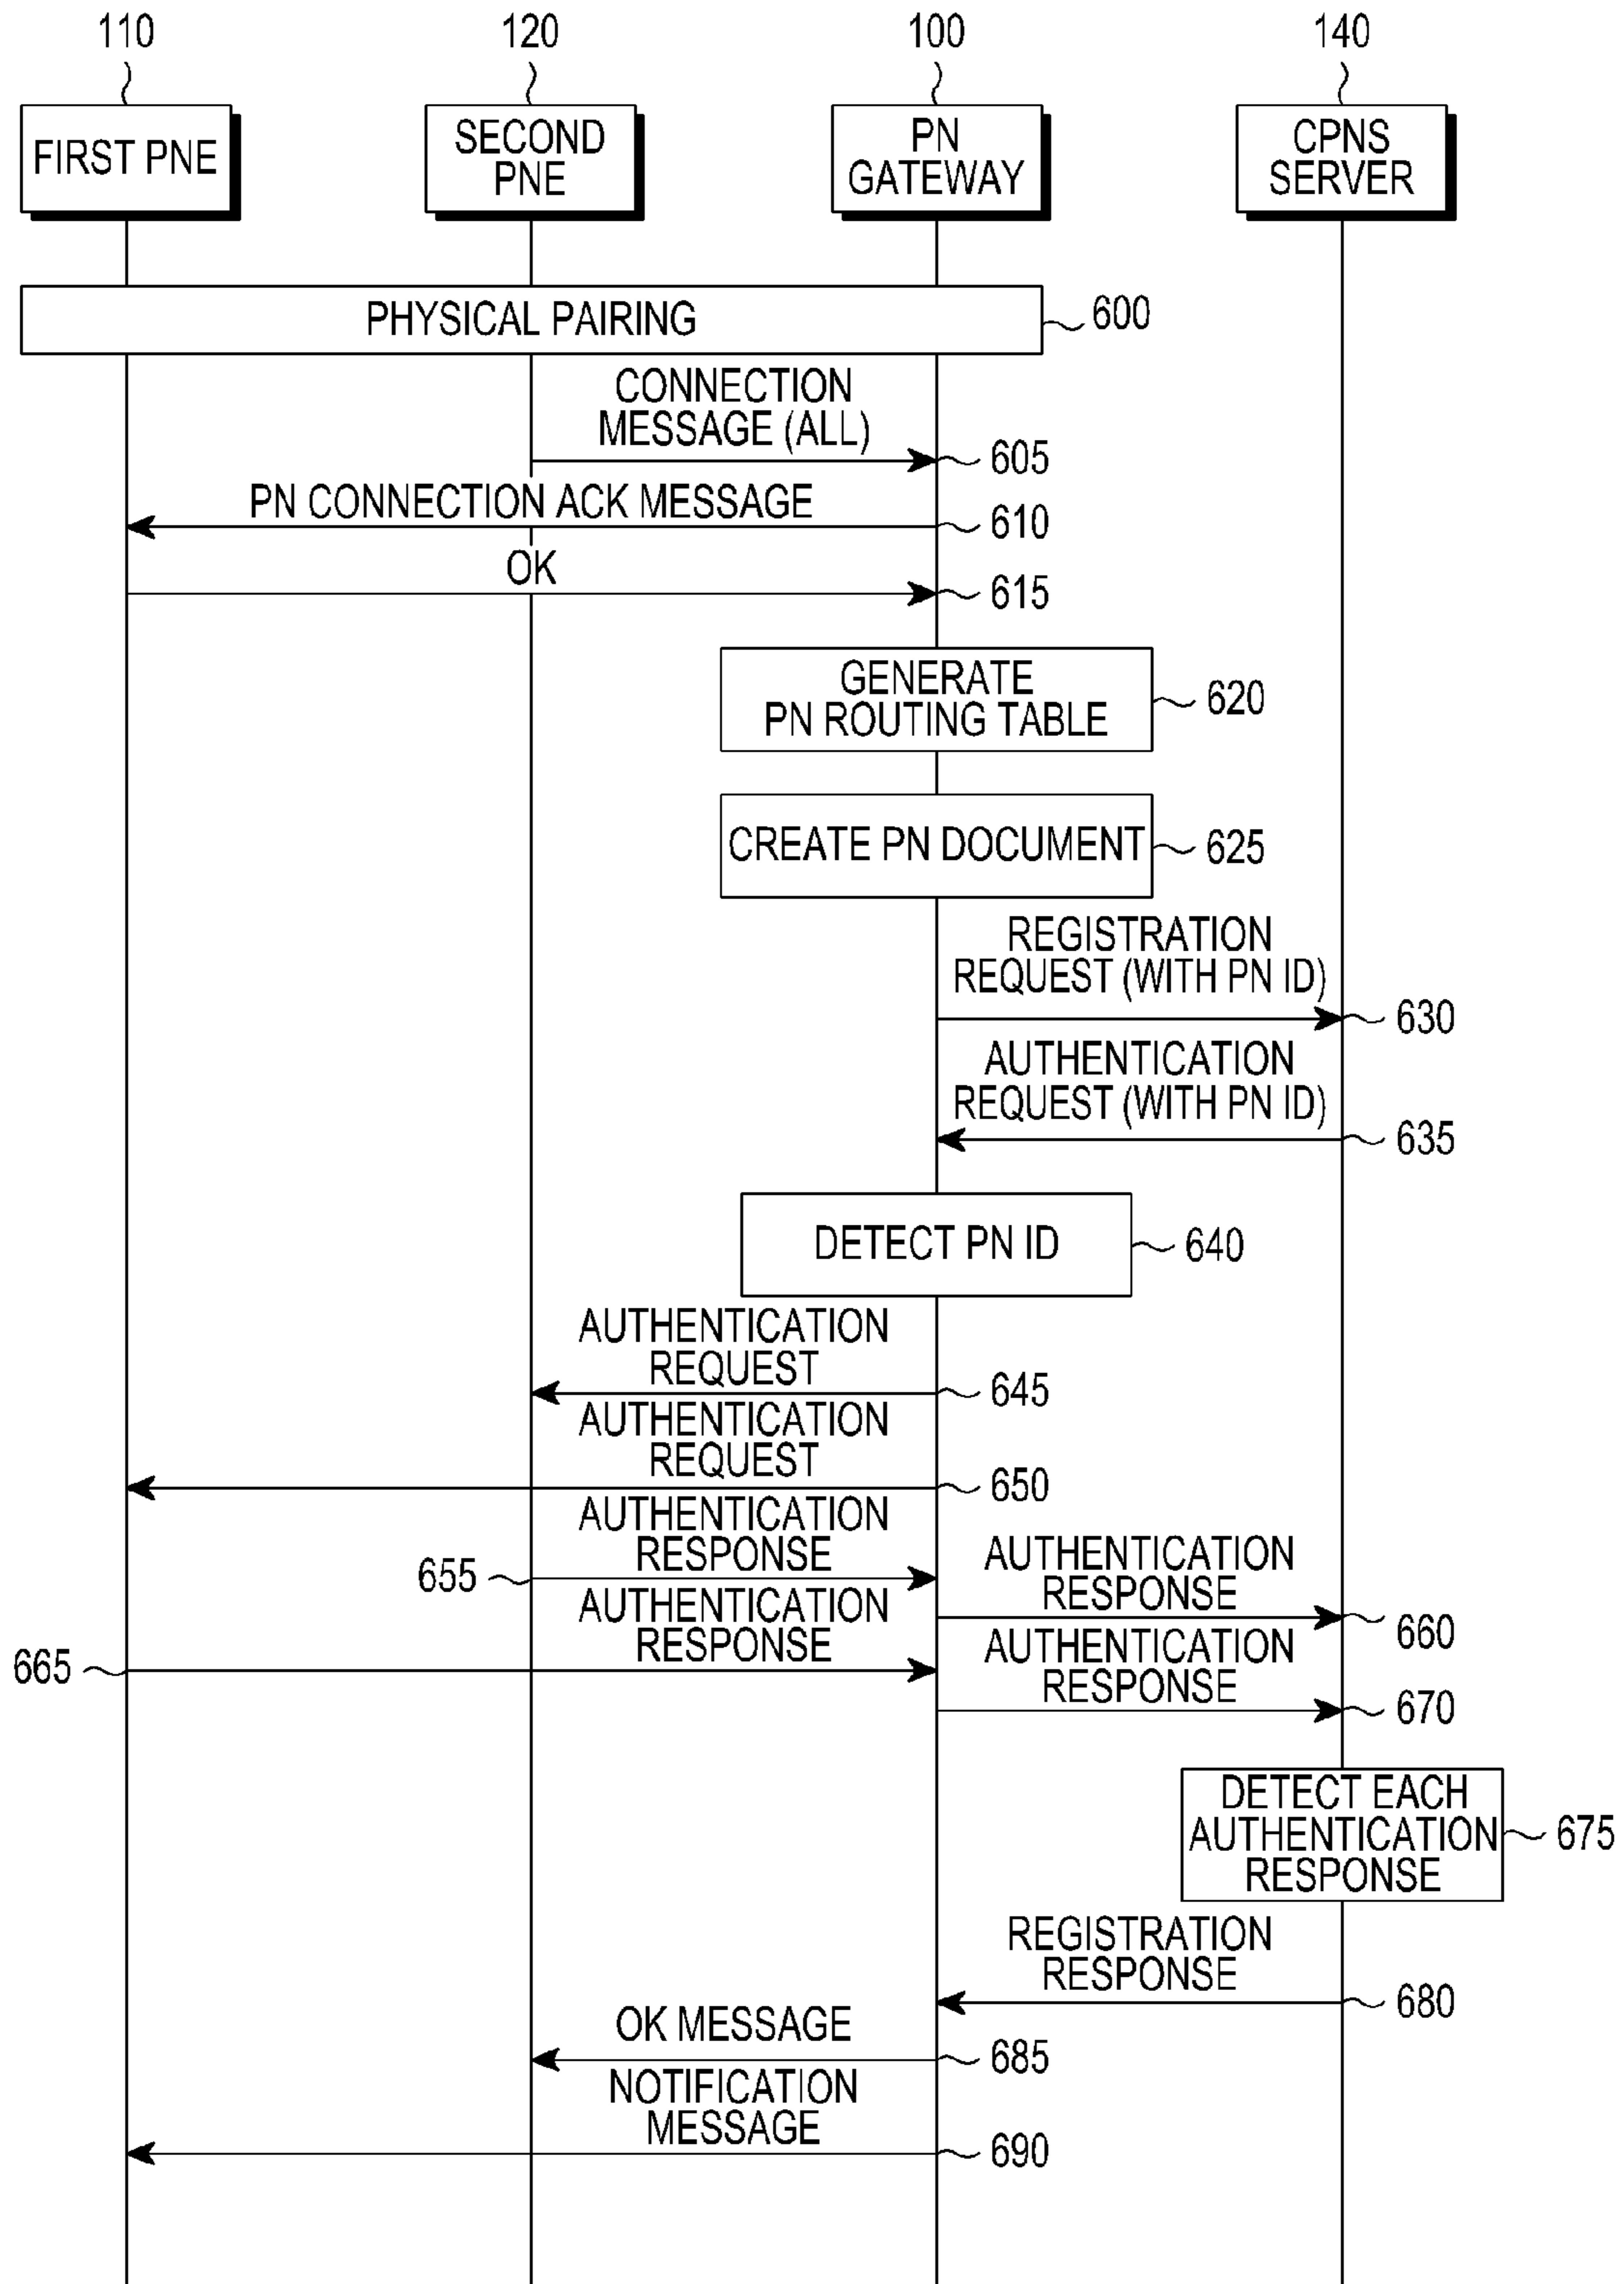 110
120
100
140
FIRST PNE
SECOND
PNE
PN
GATEWAY
CPNS
SERVER
PHYSICAL PAIRING
600
CONNECTION
MESSAGE (ALL)
605
PN CONNECTION ACK MESSAGE
610
OK
615
GENERATE
PN ROUTING TABLE
620
CREATE PN DOCUMENT
625
REGISTRATION
REQUEST (WITH PN ID)
630
AUTHENTICATION
REQUEST (WITH PN ID)
635
DETECT PN ID
640
AUTHENTICATION
REQUEST
645
AUTHENTICATION
REQUEST
650
AUTHENTICATION
RESPONSE
655
AUTHENTICATION
RESPONSE
660
AUTHENTICATION
RESPONSE
665
AUTHENTICATION
RESPONSE
670
DETECT EACH
AUTHENTICATION
RESPONSE
675
REGISTRATION
RESPONSE
680
OK MESSAGE
685
NOTIFICATION
MESSAGE
690